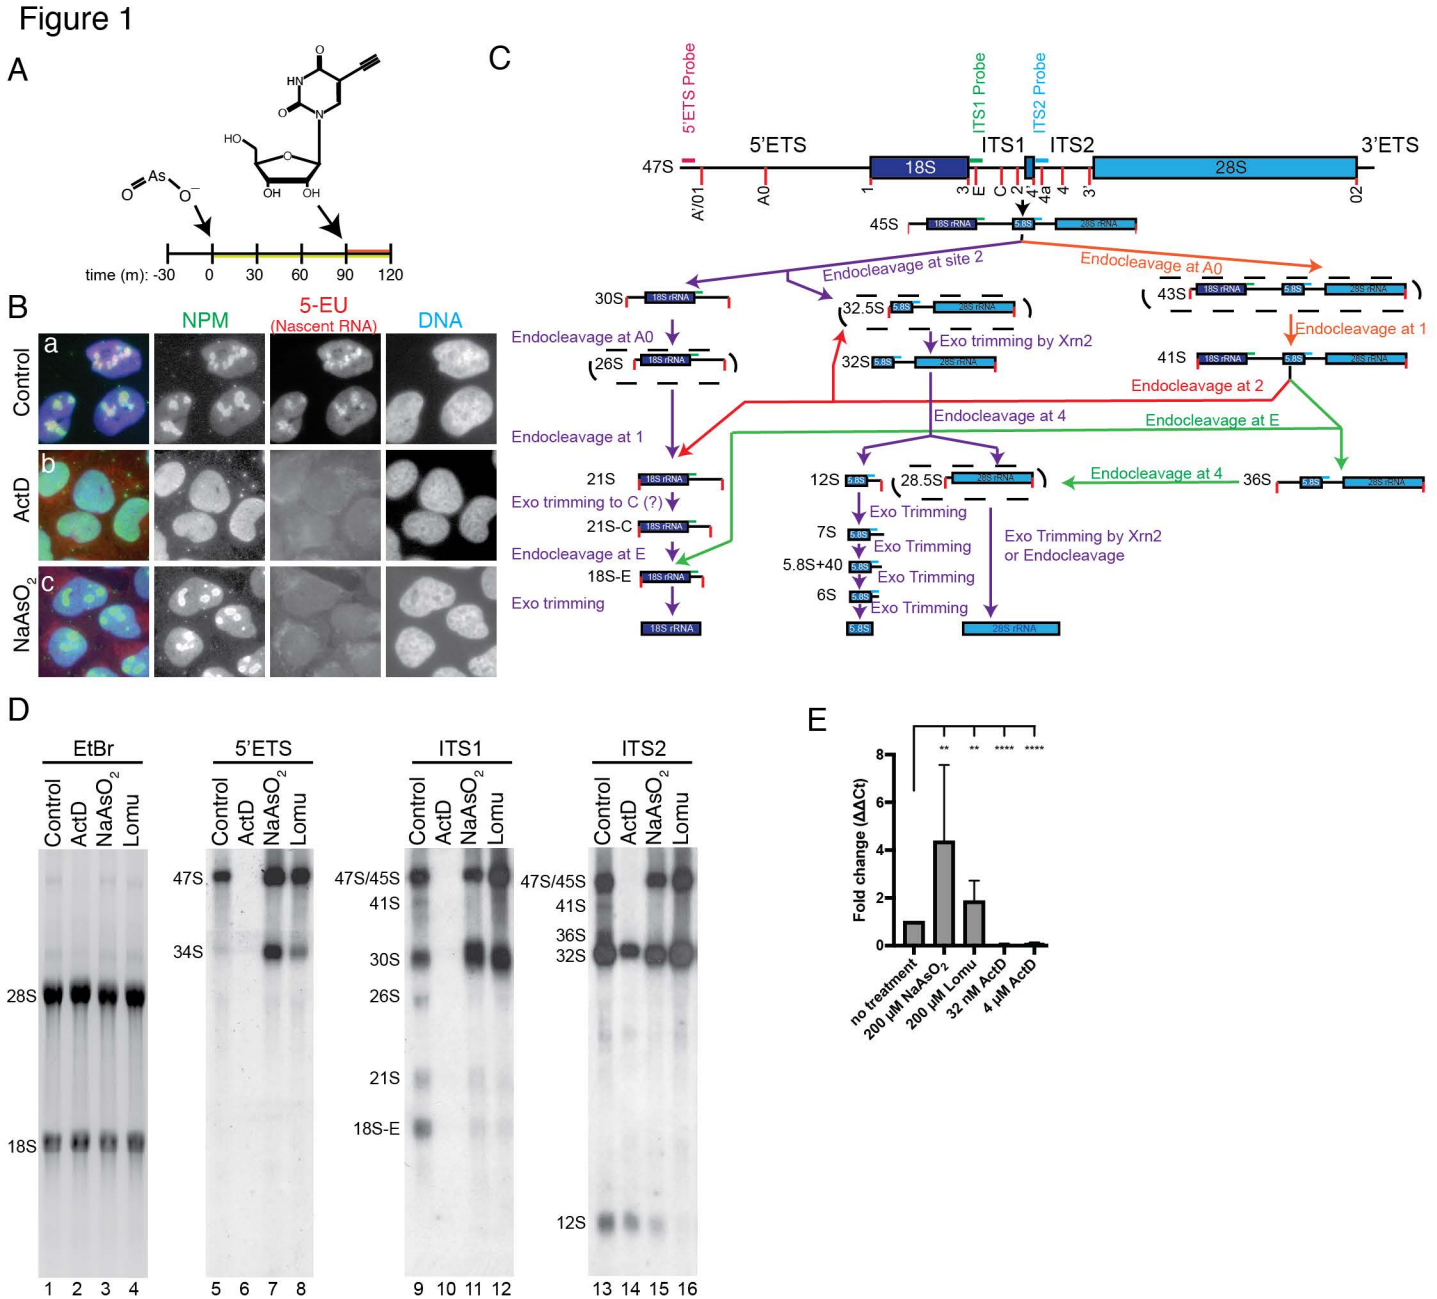 Figure 1
A
O
HN
O
N
HO
O
OH
OH
O
As
O–
time (m): -30
0
30
60
90
120
B
NPM
5-EU
(Nascent RNA)
DNA
Control
a
ActD
b
NaAsO2
c
C
5'ETS Probe
ITS1 Probe
ITS2 Probe
47S
5'ETS
18S
ITS1
ITS2
28S
3'ETS
A'/01
A0
1
3
E
C
2
4'
4a
4
3'
02
45S
18S rRNA
5.8S
28S rRNA
Endocleavage at site 2
Endocleavage at A0
30S
18S rRNA
32.5S
5.8S
28S rRNA
43S
18S rRNA
5.8S
28S rRNA
Endocleavage at A0
Exo trimming by Xrn2
Endocleavage at 1
26S
18S rRNA
32S
5.8S
28S rRNA
41S
18S rRNA
5.8S
28S rRNA
Endocleavage at 2
Endocleavage at 4
Endocleavage at E
Endocleavage at 1
21S
18S rRNA
12S
5.8S
28.5S
28S rRNA
Endocleavage at 4
36S
5.8S
28S rRNA
Exo trimming to C (?)
Exo Trimming
21S-C
18S rRNA
7S
5.8S
Exo Trimming by Xrn2
or Endocleavage
Endocleavage at E
Exo Trimming
18S-E
18S rRNA
5.8S+40
5.8S
Exo Trimming
Exo trimming
6S
5.8S
Exo Trimming
18S rRNA
5.8S
28S rRNA
D
EtBr
5'ETS
ITS1
ITS2
Control
ActD
NaAsO2
Lomu
Control
ActD
NaAsO2
Lomu
Control
ActD
NaAsO2
Lomu
Control
ActD
NaAsO2
Lomu
28S
18S
47S
34S
47S/45S
41S
30S
26S
21S
18S-E
47S/45S
41S
36S
32S
12S
1 2 3 4
5 6 7 8
9 10 11 12
13 14 15 16
E
** ** **** ****
Fold change (ΔΔCt)
8
6
4
2
0
no treatment
200 µM NaAsO2
200 µM Lomu
32 nM ActD
4 µM ActD